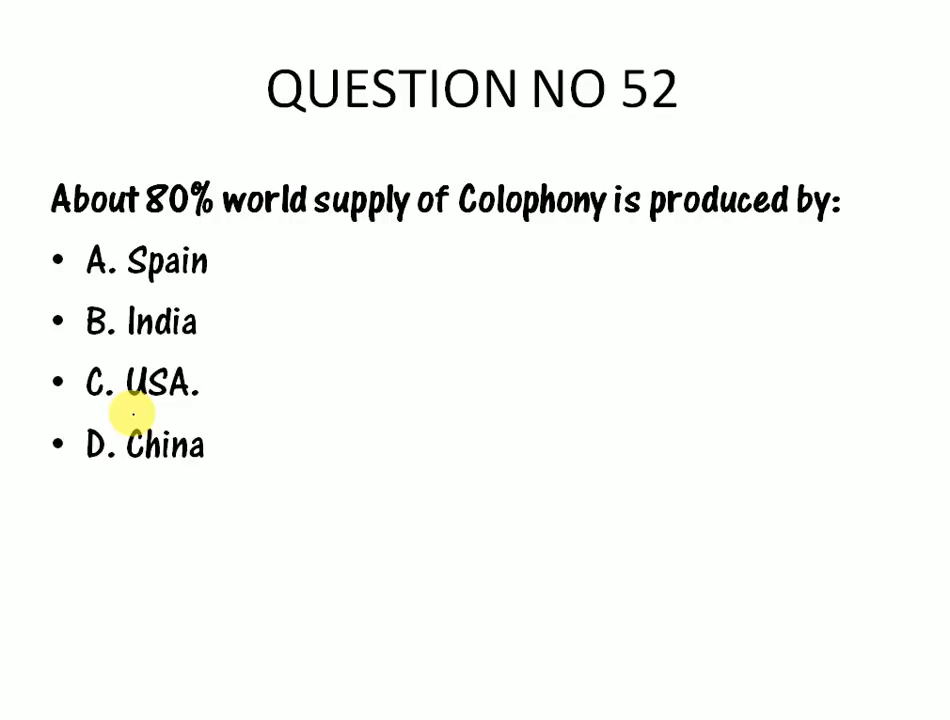 QUESTION NO 52
About 80% world supply of Colophony is produced by:
• A. Spain
• B. India
• C. USA.
• D. China